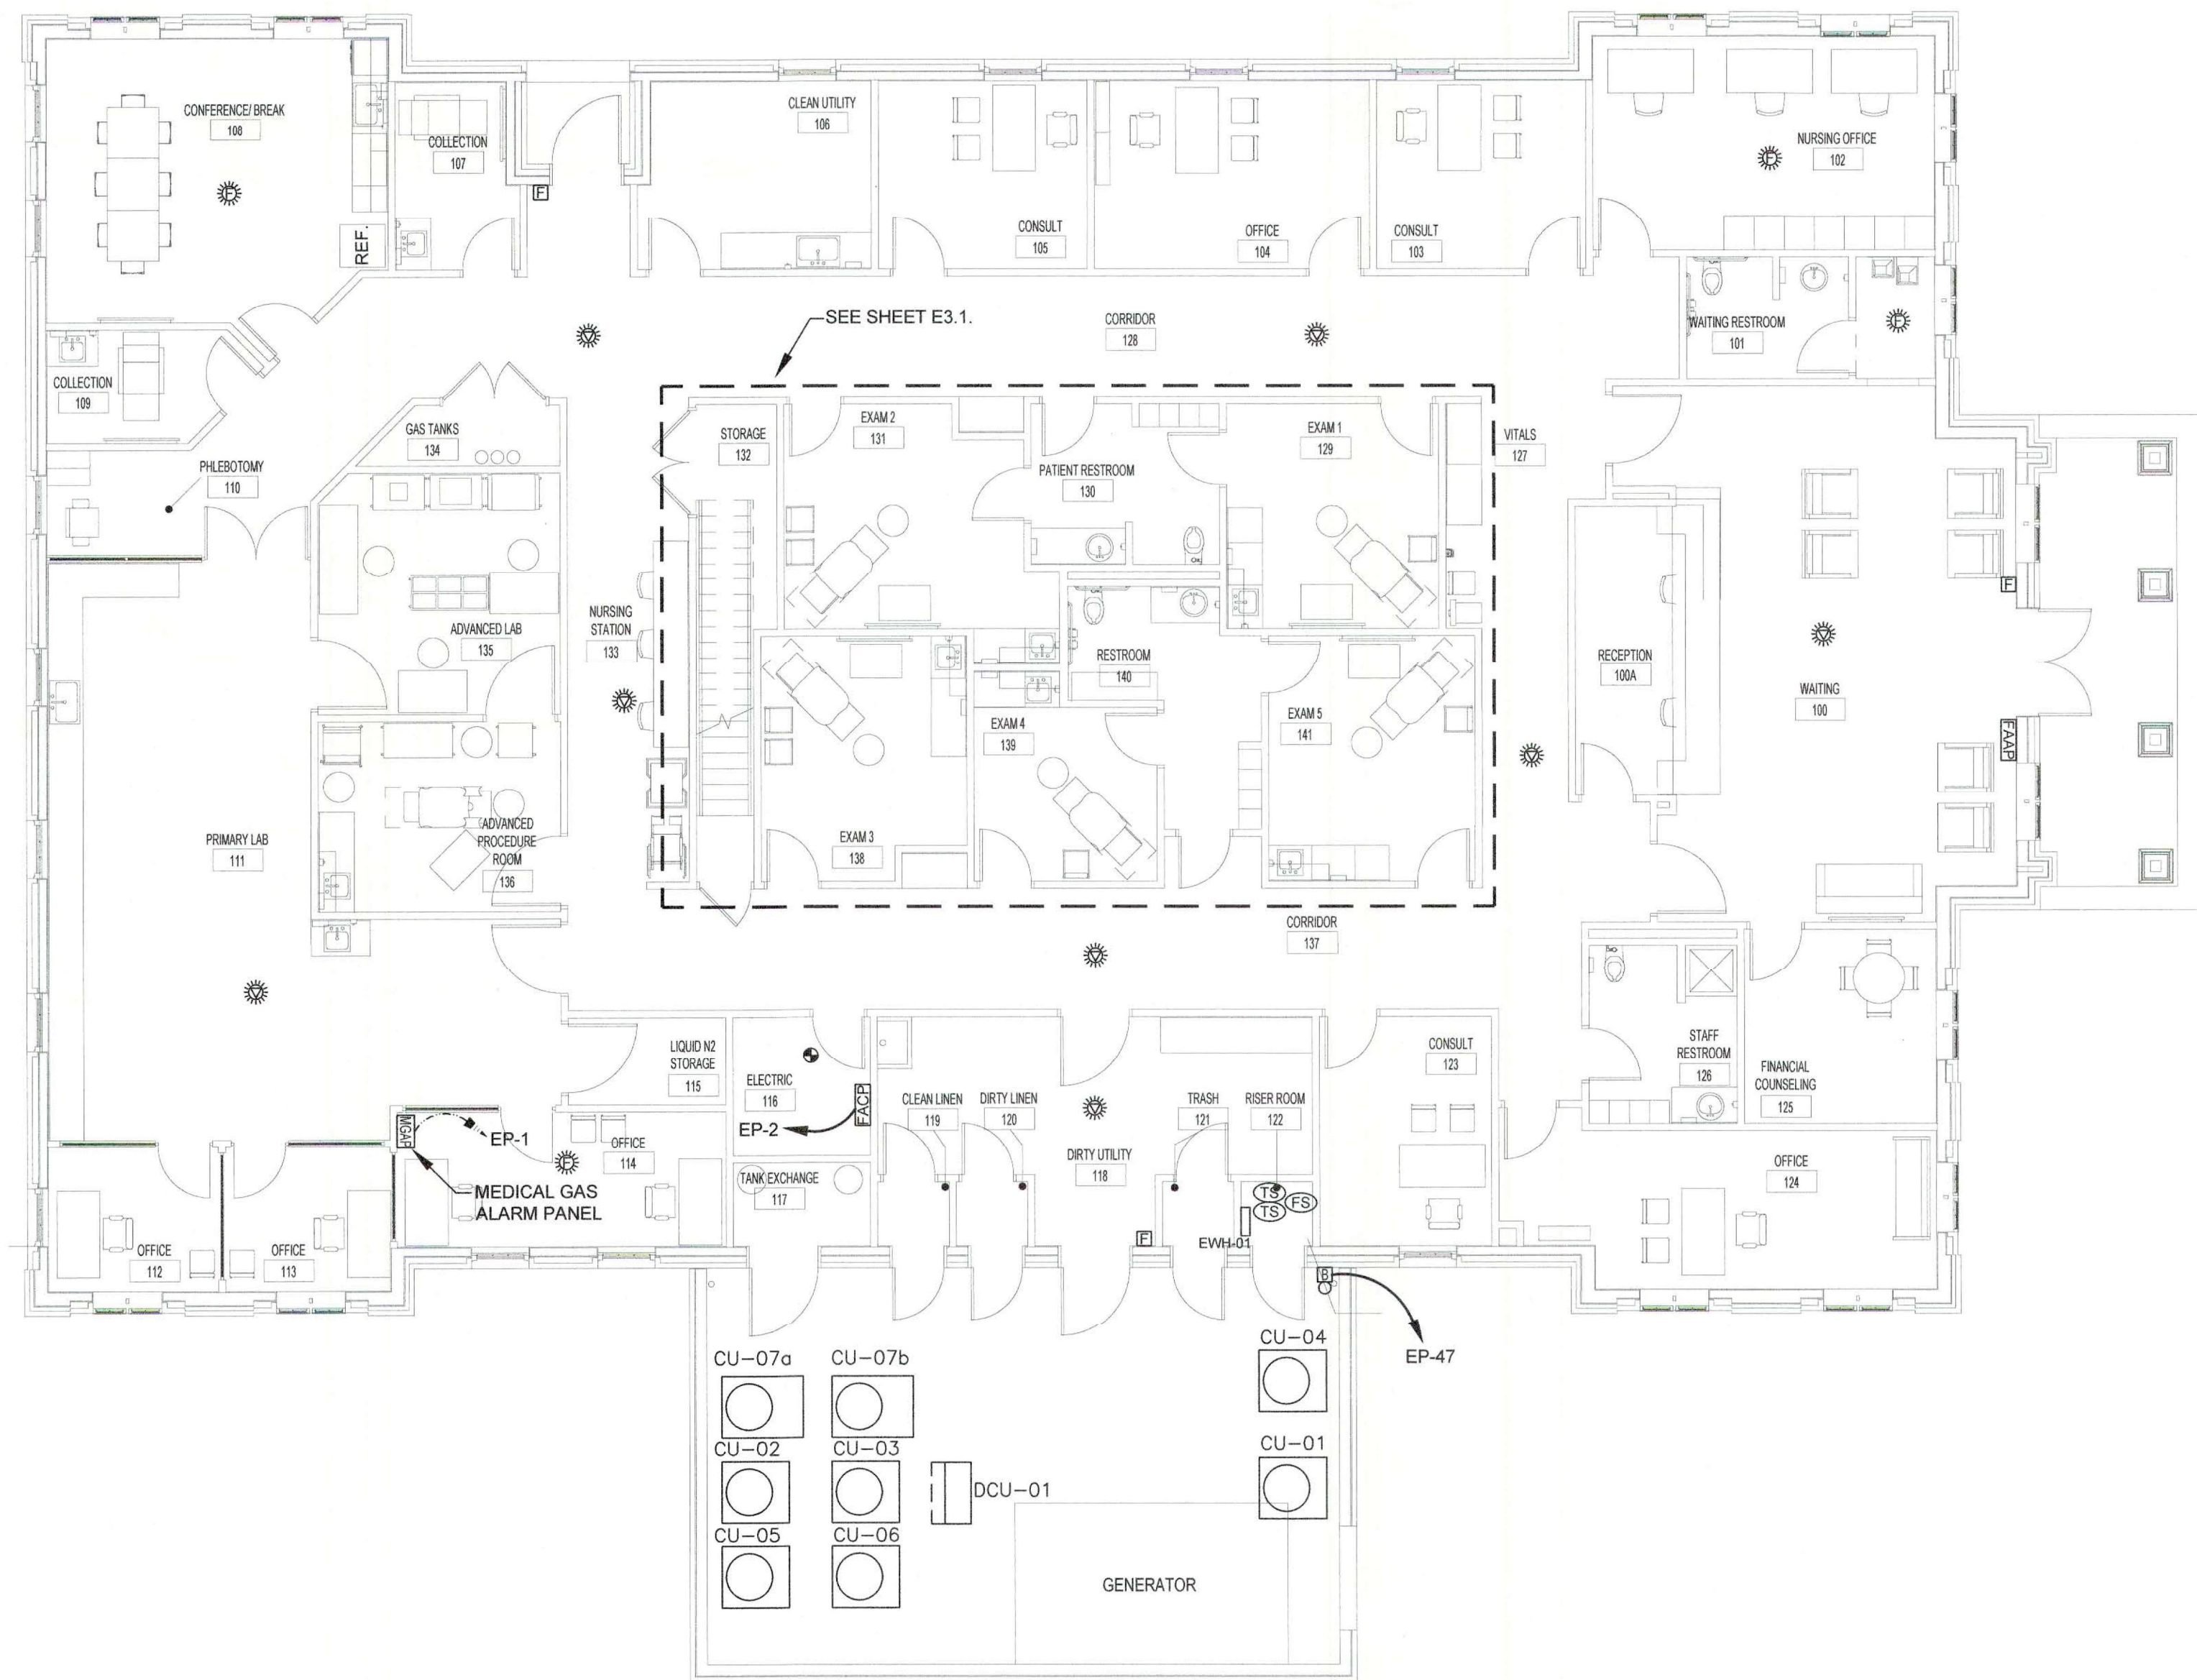 CONFERENCE/ BREAK
108
COLLECTION
107
F
REF.
CLEAN UTILITY
106
CONSULT
105
OFFICE
104
CONSULT
103
NURSING OFFICE
102
F
F
WAITING RESTROOM
101
F
SEE SHEET E3.1.
CORRIDOR
128
COLLECTION
109
GAS TANKS
134
PHLEBOTOMY
110
STORAGE
132
EXAM 2
131
PATIENT RESTROOM
130
EXAM 1
129
VITALS
127
NURSING
STATION
133
ADVANCED LAB
135
RESTROOM
140
F
RECEPTION
100A
WAITING
100
FAAP
EXAM 4
139
EXAM 5
141
PRIMARY LAB
111
ADVANCED
PROCEDURE
ROOM
136
EXAM 3
138
CORRIDOR
137
LIQUID N2
STORAGE
115
ELECTRIC
116
FACP
EP-2
CLEAN LINEN
119
DIRTY LINEN
120
TRASH
121
RISER ROOM
122
CONSULT
123
STAFF
RESTROOM
126
FINANCIAL
COUNSELING
125
MGAP
EP-1
OFFICE
114
F
MEDICAL GAS
ALARM PANEL
TANK EXCHANGE
117
DIRTY UTILITY
118
TS
TS
FS
F
EWH-01
OFFICE
124
OFFICE
112
OFFICE
113
B
EP-47
CU-07a
CU-07b
CU-04
CU-02
CU-03
CU-01
DCU-01
CU-05
CU-06
GENERATOR